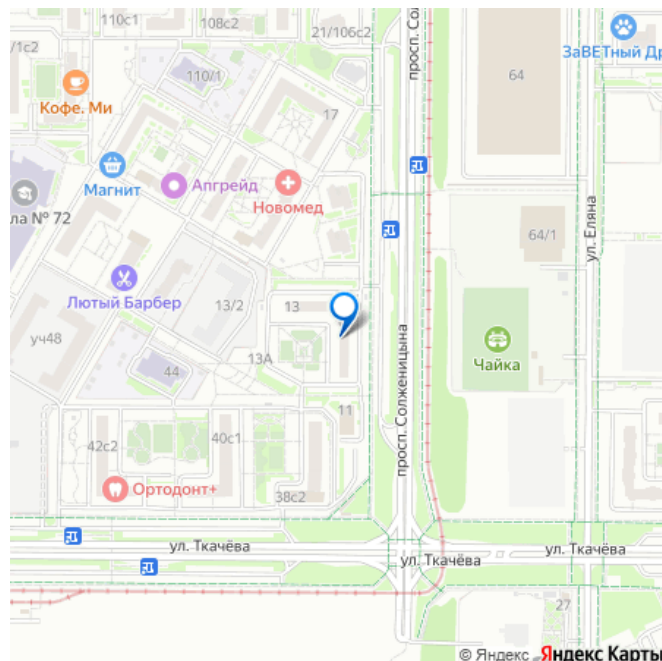 /1с2
108с2
21/106с2
просп. Солж
ЗаВЕТный Др
110/1
64
Кофе. Ми
17
Магнит
Апгрейд
Новомед
ла № 72
64/1
ул. Еляна
Лютый Барбер
13/2
13
уч48
13А
44
Чайка
просп. Солженицына
11
42с2
40с1
Ортодонт+
38с2
ул. Ткачёва
ул. Ткачёва
ул. Ткачёва
27
© Яндекс Яндекс Карты